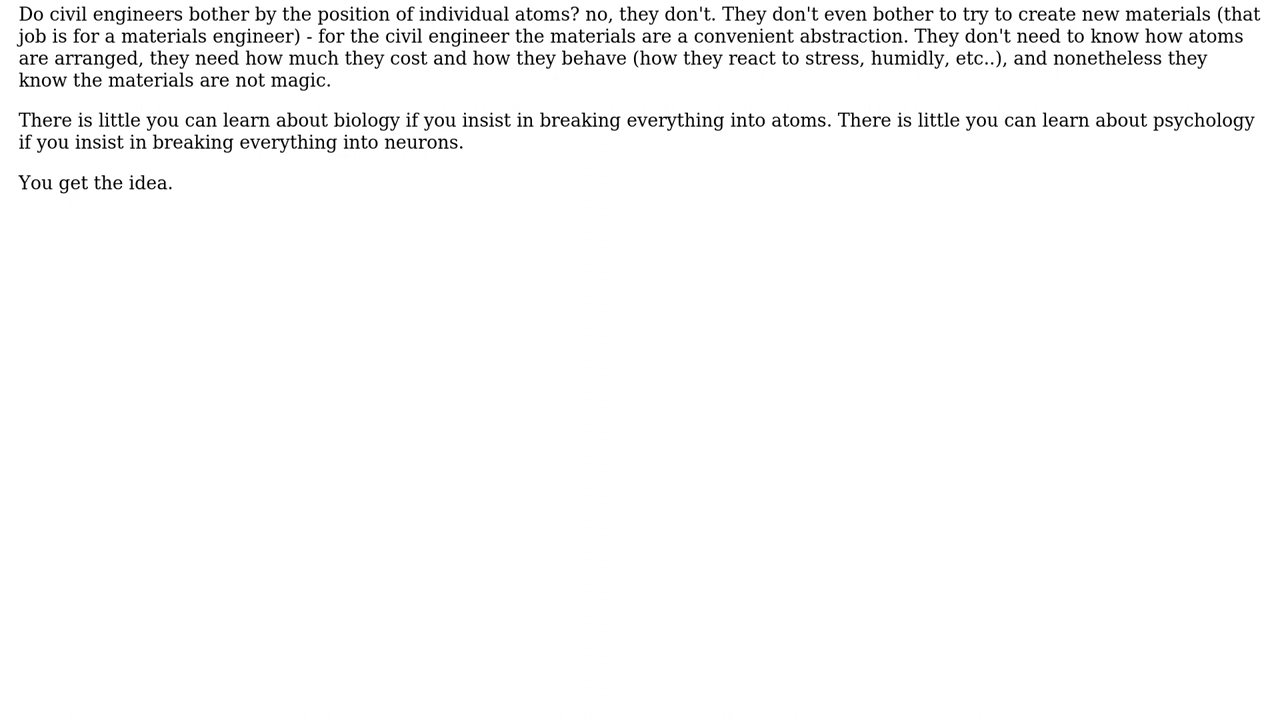 Do civil engineers bother by the position of individual atoms? no, they don't. They don't even bother to try to create new materials (that
job is for a materials engineer) - for the civil engineer the materials are a convenient abstraction. They don't need to know how atoms
are arranged, they need how much they cost and how they behave (how they react to stress, humidly, etc..), and nonetheless they
know the materials are not magic.
There is little you can learn about biology if you insist in breaking everything into atoms. There is little you can learn about psychology
if you insist in breaking everything into neurons.
You get the idea.